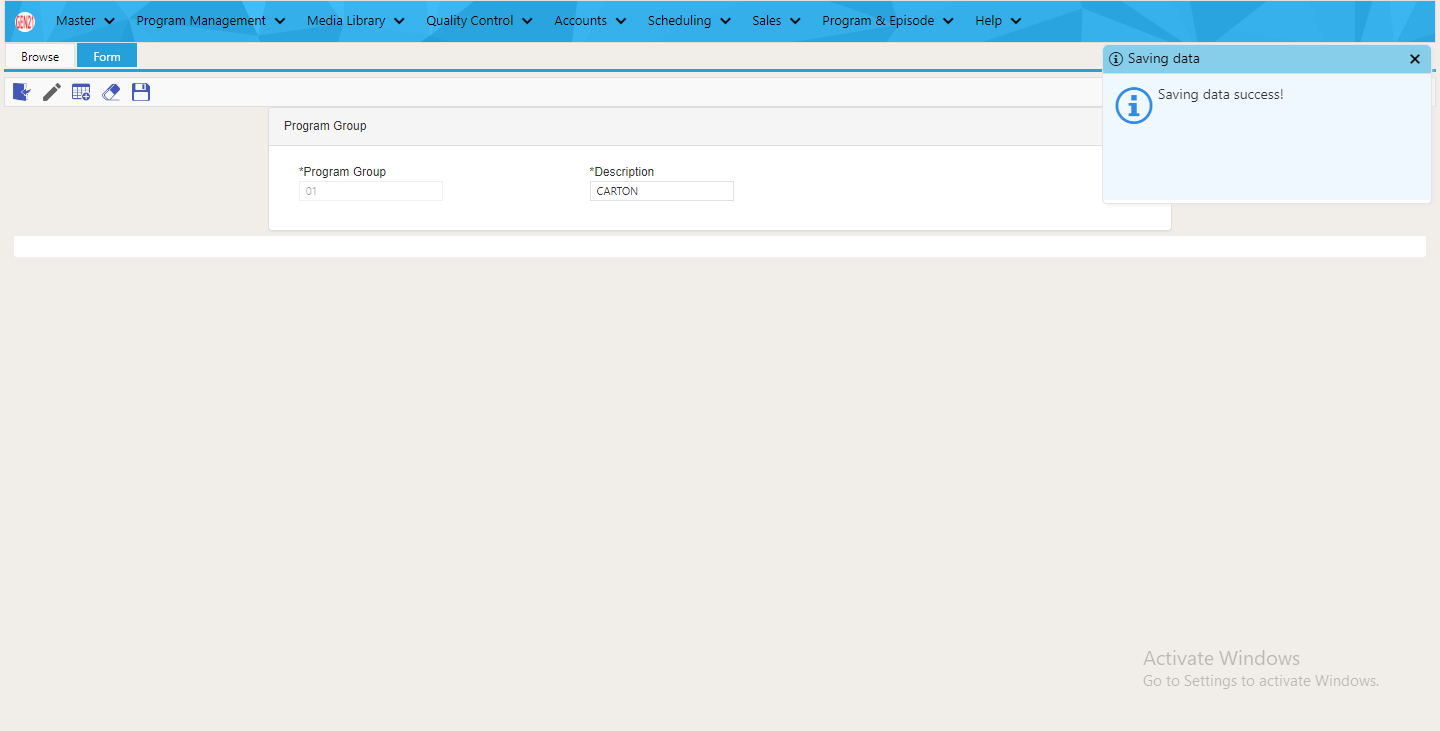 GEN21 Master Program Management Media Library Quality Control Accounts Scheduling Sales Program & Episode Help
Browse Form
Saving data
Saving data success!
Program Group
*Program Group *Description
01 CARTON
Activate Windows
Go to Settings to activate Windows.